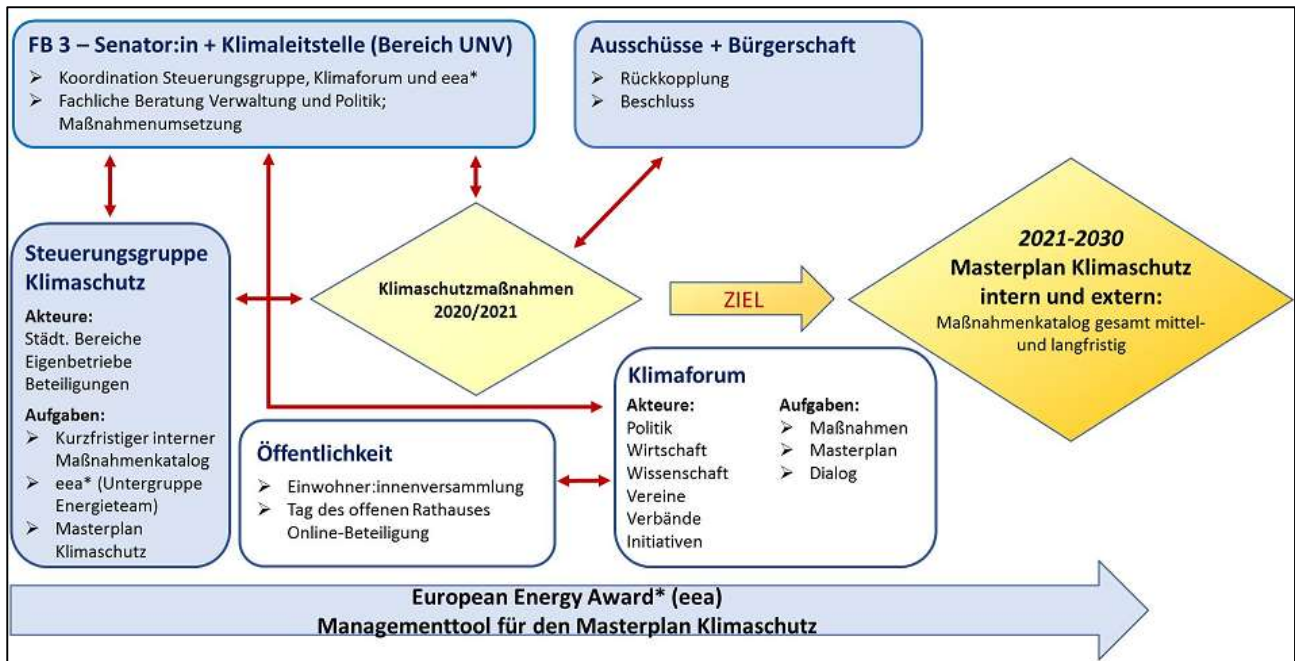 FB 3 – Senator:in + Klimaleitstelle (Bereich UNV)
➢ Koordination Steuerungsgruppe, Klimaforum und eea*
➢ Fachliche Beratung Verwaltung und Politik;
Maßnahmenumsetzung
Ausschüsse + Bürgerschaft
➢ Rückkopplung
➢ Beschluss
Steuerungsgruppe
Klimaschutz
Akteure:
Städt. Bereiche
Eigenbetriebe
Beteiligungen
Aufgaben:
➢ Kurzfristiger interner
Maßnahmenkatalog
➢ eea* (Untergruppe
Energieteam)
➢ Masterplan
Klimaschutz
Klimaschutzmaßnahmen
2020/2021
ZIEL
2021-2030
Masterplan Klimaschutz
intern und extern:
Maßnahmenkatalog gesamt mittel-
und langfristig
Öffentlichkeit
➢ Einwohner:innenversammlung
➢ Tag des offenen Rathauses
Online-Beteiligung
Klimaforum
Akteure:
Politik
Wirtschaft
Wissenschaft
Vereine
Verbände
Initiativen
Aufgaben:
➢ Maßnahmen
➢ Masterplan
➢ Dialog
European Energy Award* (eea)
Managementtool für den Masterplan Klimaschutz